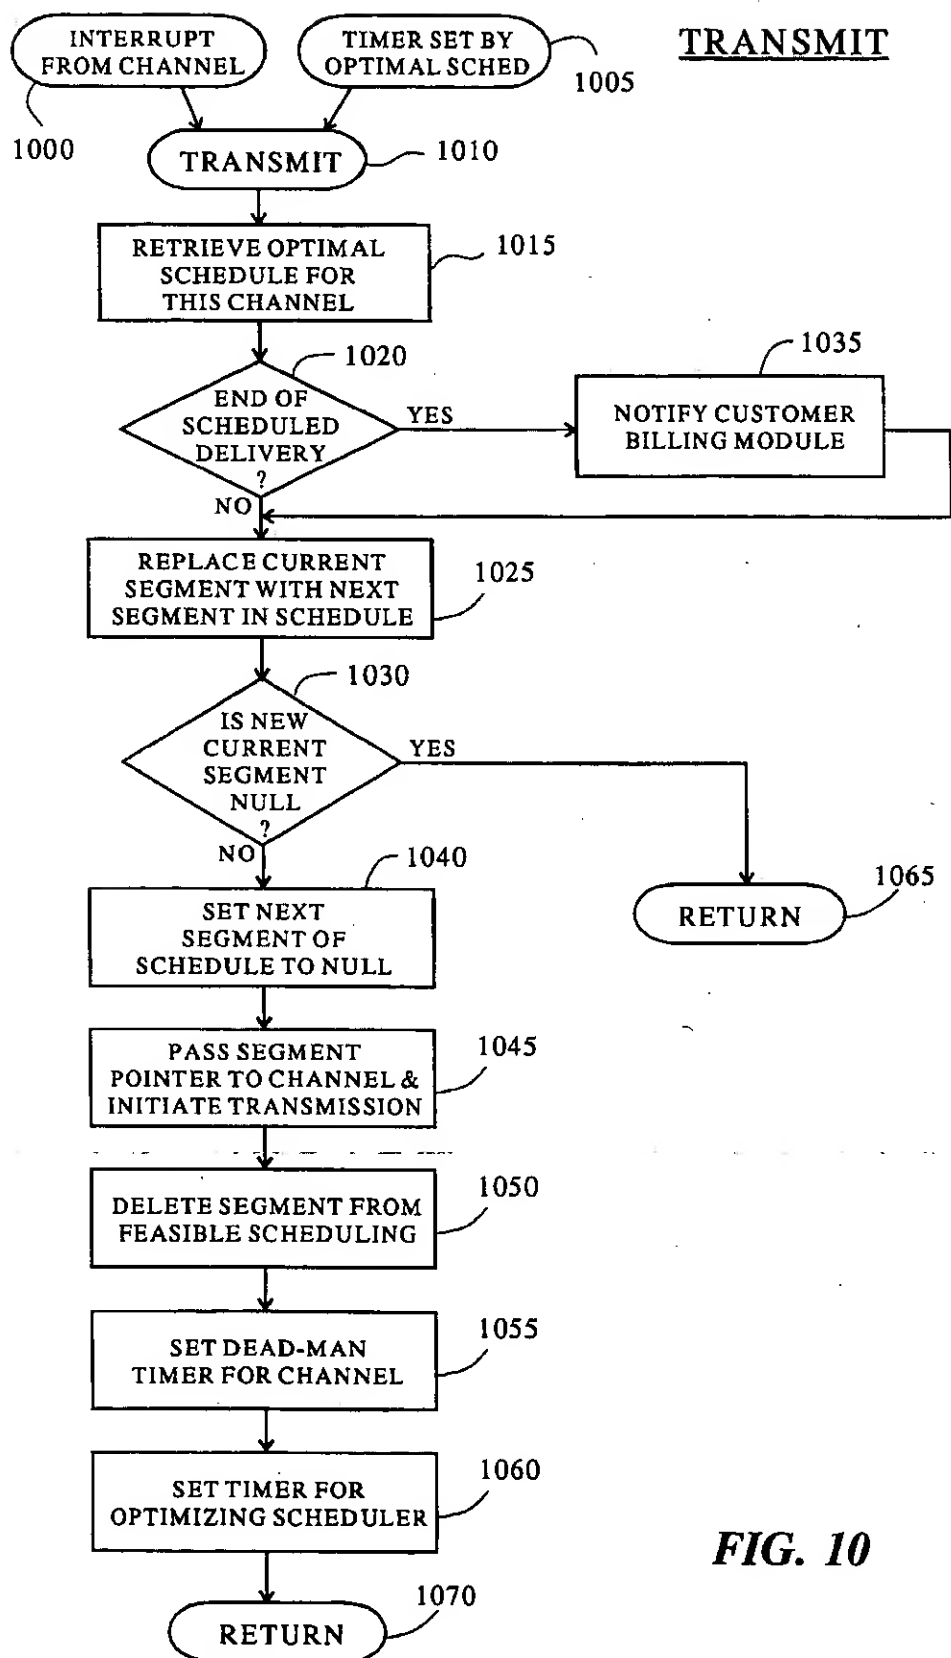 TRANSMIT
INTERRUPT
FROM CHANNEL
1000
TIMER SET BY
OPTIMAL SCHED
1005
TRANSMIT
1010
RETRIEVE OPTIMAL
SCHEDULE FOR
THIS CHANNEL
1015
END OF
SCHEDULED
DELIVERY
?
1020
YES
NO
NOTIFY CUSTOMER
BILLING MODULE
1035
REPLACE CURRENT
SEGMENT WITH NEXT
SEGMENT IN SCHEDULE
1025
IS NEW
CURRENT
SEGMENT
NULL
?
1030
YES
NO
RETURN
1065
SET NEXT
SEGMENT OF
SCHEDULE TO NULL
1040
PASS SEGMENT
POINTER TO CHANNEL &
INITIATE TRANSMISSION
1045
DELETE SEGMENT FROM
FEASIBLE SCHEDULING
1050
SET DEAD-MAN
TIMER FOR CHANNEL
1055
SET TIMER FOR
OPTIMIZING SCHEDULER
1060
RETURN
1070
FIG. 10